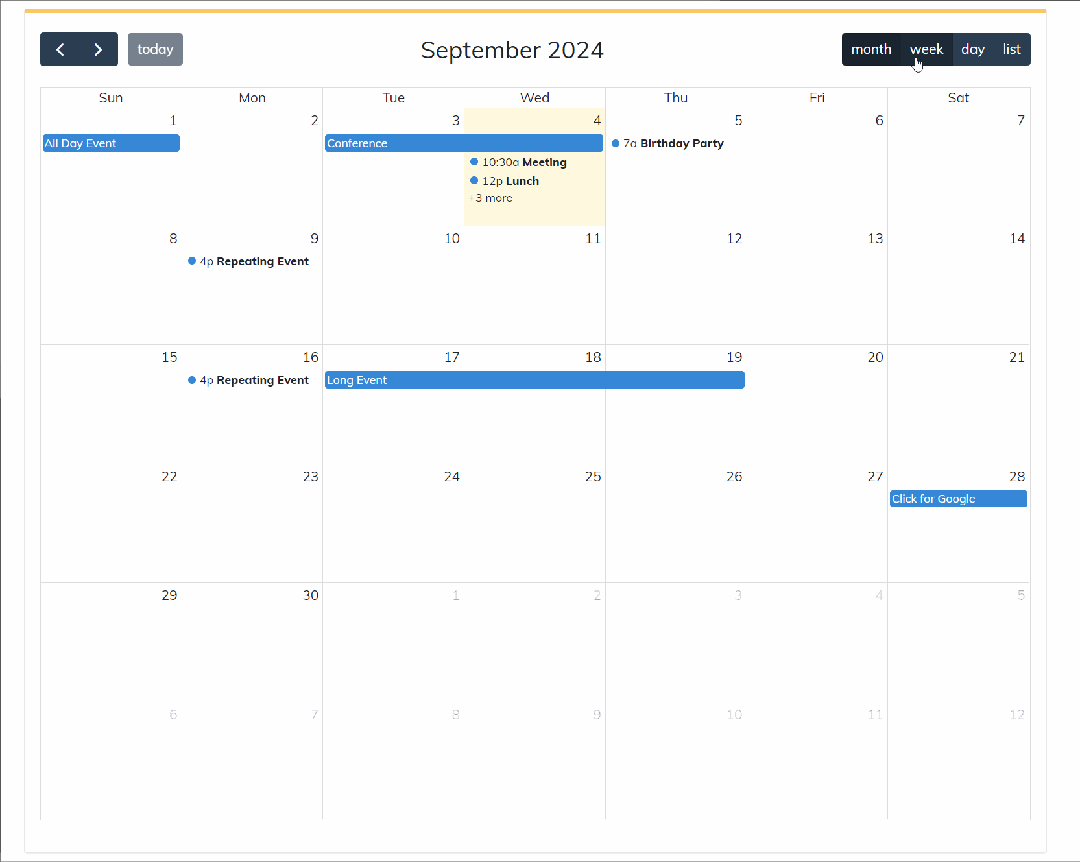 today
September 2024
month week day list
Sun Mon Tue Wed Thu Fri Sat
1 2 3 4 5 6 7
All Day Event
Conference
7a Birthday Party
10:30a Meeting
12p Lunch
+3 more
8 9 10 11 12 13 14
4p Repeating Event
15 16 17 18 19 20 21
4p Repeating Event
Long Event
22 23 24 25 26 27 28
Click for Google
29 30 1 2 3 4 5
6 7 8 9 10 11 12